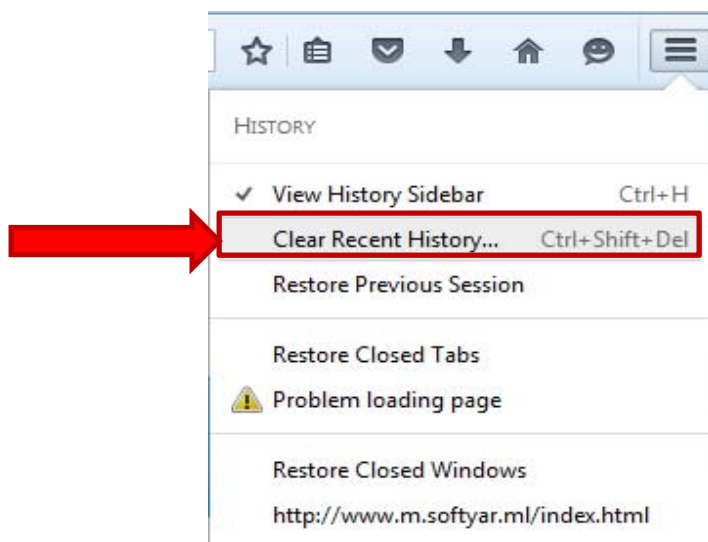 HISTORY
View History Sidebar Ctrl+H
Clear Recent History... Ctrl+Shift+Del
Restore Previous Session
Restore Closed Tabs
Problem loading page
Restore Closed Windows
http://www.m.softyar.ml/index.html